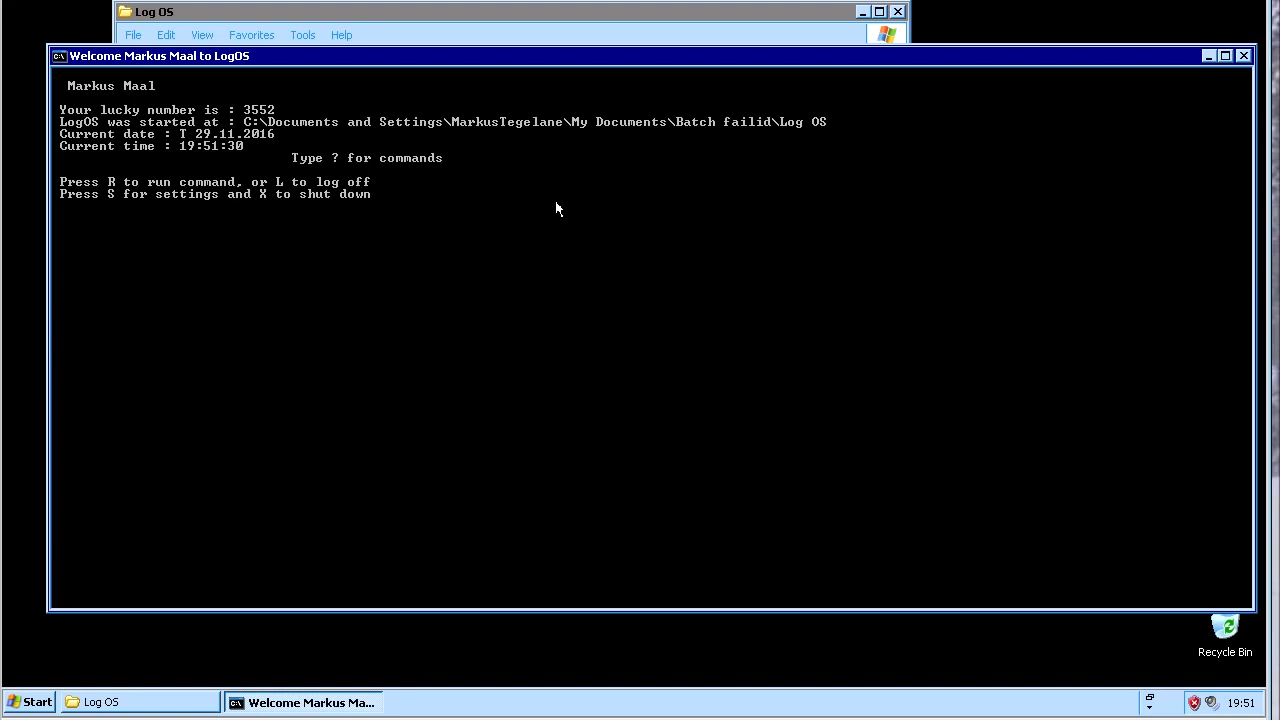 Log OS
File Edit View Favorites Tools Help
C:\ Welcome Markus Maal to LogOS
Markus Maal
Your lucky number is : 3552
LogOS was started at : C:\Documents and Settings\MarkusTegelane\My Documents\Batch failid\Log OS
Current date : T 29.11.2016
Current time : 19:51:30
Type ? for commands
Press R to run command, or L to log off
Press S for settings and X to shut down
Recycle Bin
Start Log OS C:\ Welcome Markus Ma... 19:51